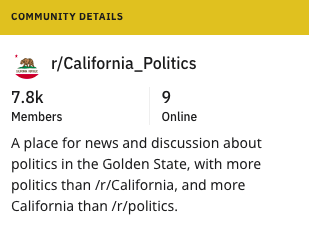 COMMUNITY DETAILS
r/California_Politics
7.8k
Members
9
Online
A place for news and discussion about
politics in the Golden State, with more
politics than /r/California, and more
California than /r/politics.